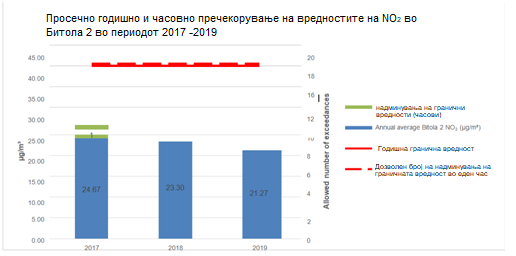 Просечно годишно и часовно пречекорување на вредностите на NO₂ во
Битола 2 во периодот 2017 -2019
45.00
40.00
35.00
30.00
25.00
20.00
15.00
10.00
5.00
0.00
µg/m³
24.67
23.30
21.27
2017
2018
2019
20
18
16
14
12
10
8
6
4
2
0
Allowed number of exceedances
надминувања на гранични
вредности (часови)
Annual average Bitola 2 NO₂ (µg/m³)
Годишна гранична вредност
Дозволен број на надминувања на
граничната вредност во еден час